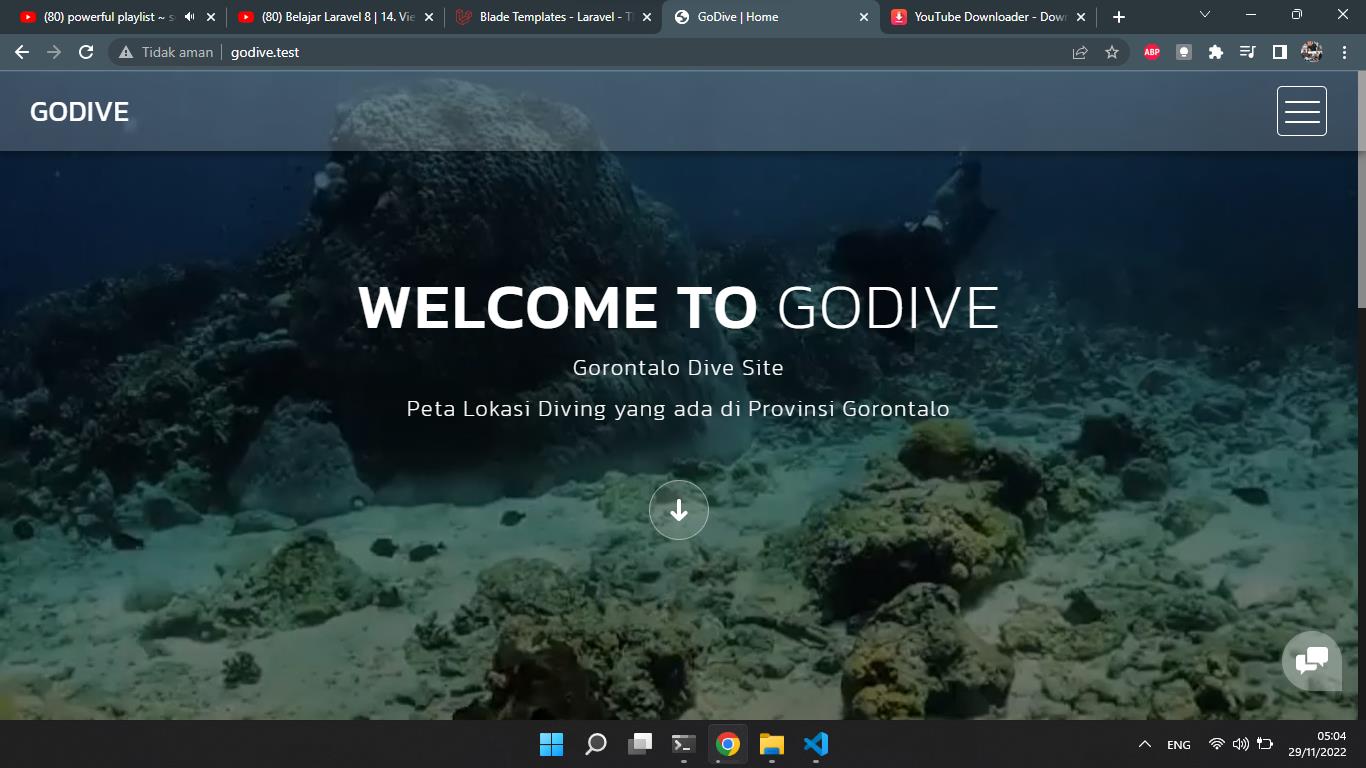 (80) powerful playlist ~ s
(80) Belajar Laravel 8 | 14. Vie
Blade Templates - Laravel - T
GoDive | Home
YouTube Downloader - Dow
Tidak aman
godive.test
ABP
GODIVE
WELCOME TO GODIVE
Gorontalo Dive Site
Peta Lokasi Diving yang ada di Provinsi Gorontalo
ENG
05:04
29/11/2022